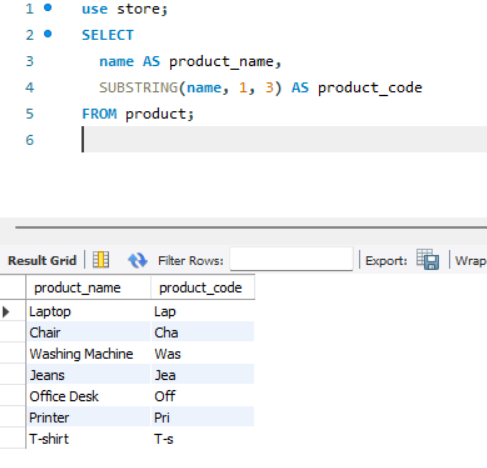 1 use store;
2 SELECT
3 name AS product_name,
4 SUBSTRING(name, 1, 3) AS product_code
5 FROM product;
6
Result Grid Filter Rows: Export: Wrap
product_name product_code
Laptop Lap
Chair Cha
Washing Machine Was
Jeans Jea
Office Desk Off
Printer Pri
T-shirt T-s